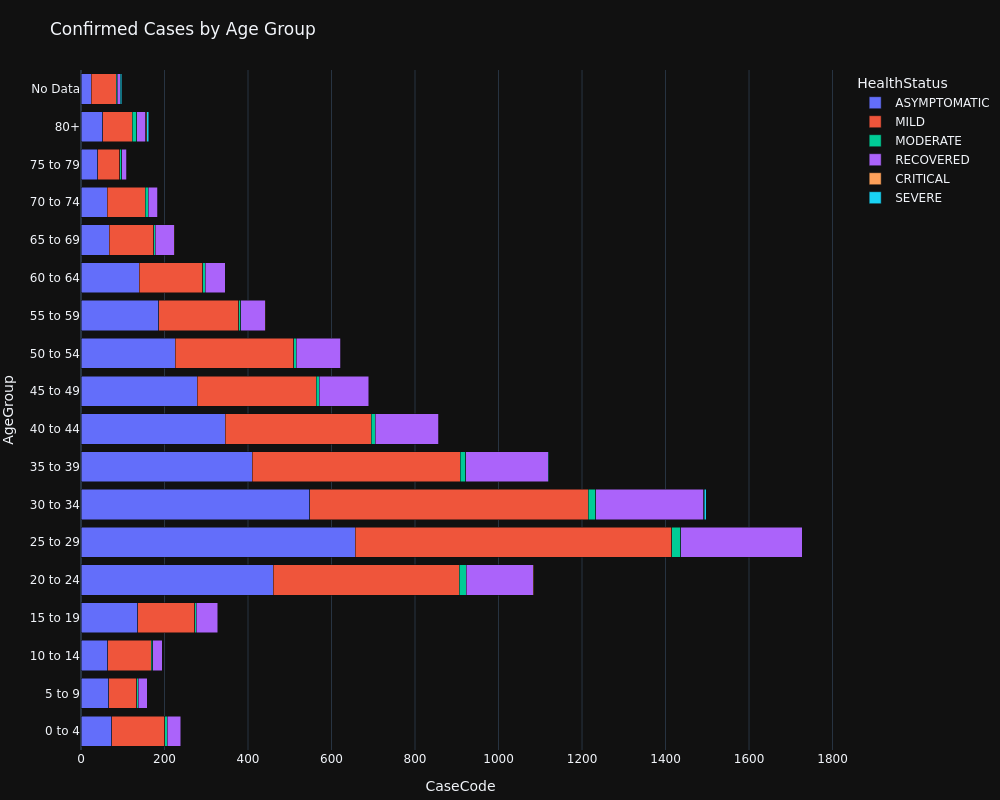 Confirmed Cases by Age Group
HealthStatus
ASYMPTOMATIC
MILD
MODERATE
RECOVERED
CRITICAL
SEVERE
AgeGroup
No Data
80+
75 to 79
70 to 74
65 to 69
60 to 64
55 to 59
50 to 54
45 to 49
40 to 44
35 to 39
30 to 34
25 to 29
20 to 24
15 to 19
10 to 14
5 to 9
0 to 4
0 200 400 600 800 1000 1200 1400 1600 1800
CaseCode